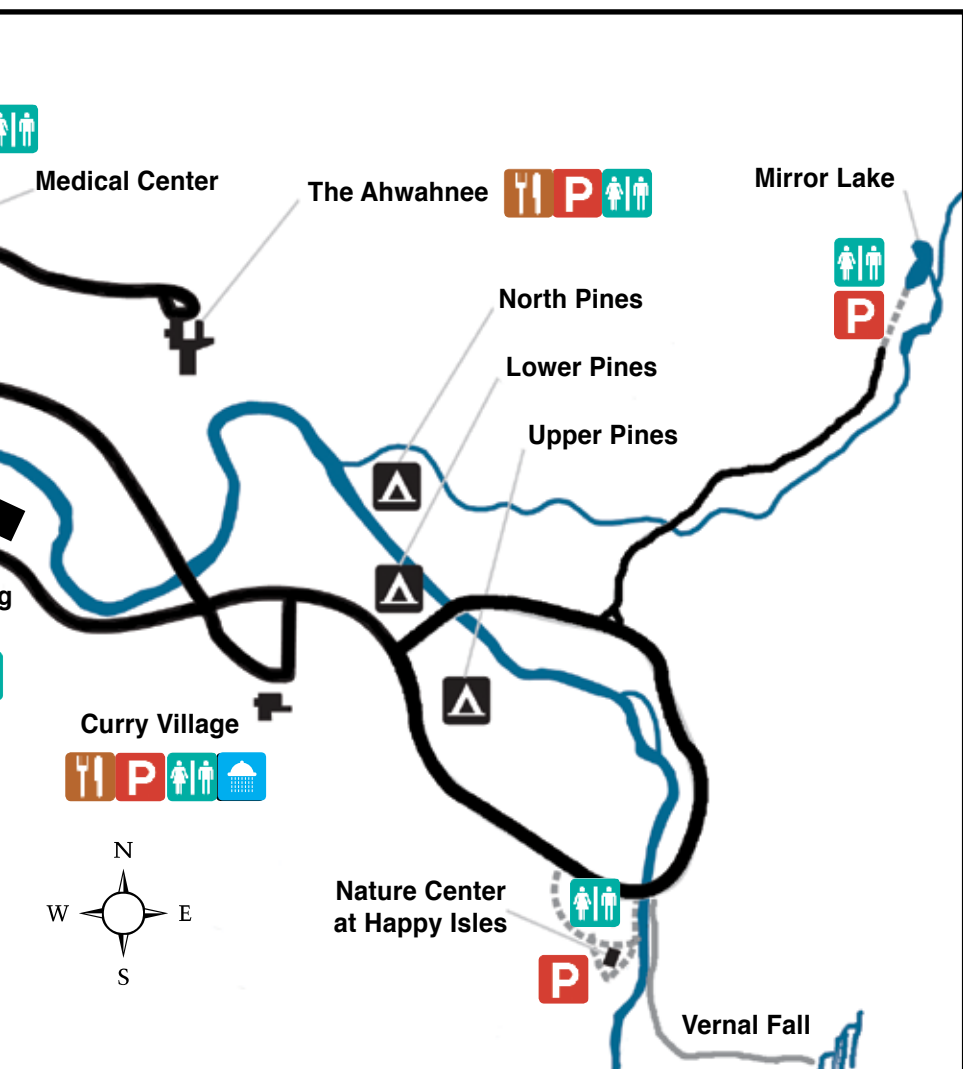 Medical Center
The Ahwahnee
P
Mirror Lake
P
North Pines
Lower Pines
Upper Pines
g
Curry Village
P
N
W E
S
Nature Center
at Happy Isles
P
Vernal Fall